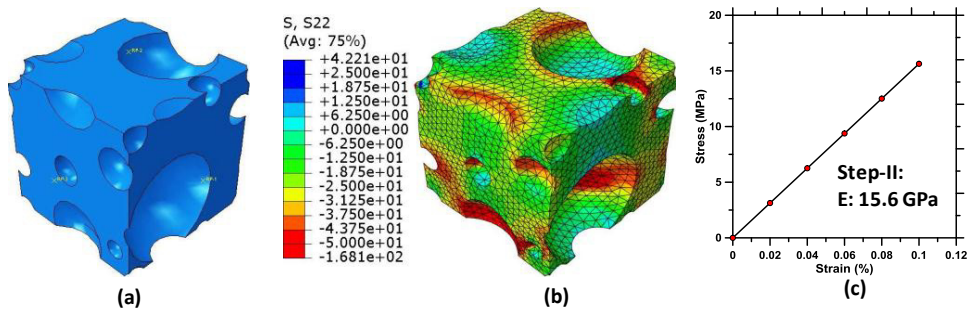 S, S22
(Avg: 75%)
+4.221e+01
+2.500e+01
+1.875e+01
+1.250e+01
+6.250e+00
+0.000e+00
-6.250e+00
-1.250e+01
-1.875e+01
-2.500e+01
-3.125e+01
-3.750e+01
-4.375e+01
-5.000e+01
-1.681e+02
(a)
(b)
20
15
10
5
0
Stress (MPa)
Step-II:
E: 15.6 GPa
0 0.02 0.04 0.06 0.08 0.1 0.12
Strain (%)
(c)